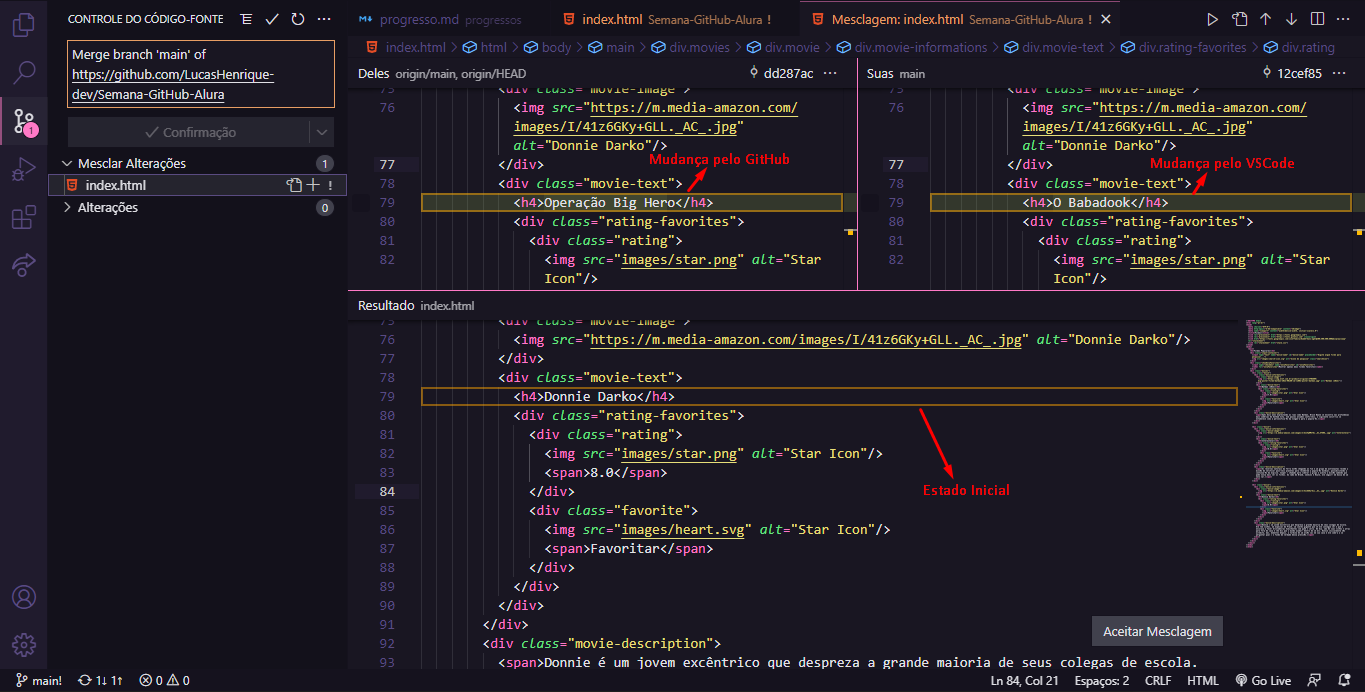 CONTROLE DO CÓDIGO-FONTE
progresso.md progressos
index.html Semana-GitHub-Alura !
Mesclagem: index.html Semana-GitHub-Alura !
Merge branch 'main' of
https://github.com/LucasHenrique-
dev/Semana-GitHub-Alura
Confirmação
Mesclar Alterações 1
index.html !
Alterações 0
1
index.html > html > body > main > div.movies > div.movie > div.movie-informations > div.movie-text > div.rating-favorites > div.rating
Deles origin/main, origin/HEAD dd287ac ...
75 <div class="movie-image">
76 <img src="https://m.media-amazon.com/
images/I/41z6GKy+GLL._AC_.jpg"
alt="Donnie Darko"/>
77 </div>
Mudança pelo GitHub
78 <div class="movie-text">
79 <h4>Operação Big Hero</h4>
80 <div class="rating-favorites">
81 <div class="rating">
82 <img src="images/star.png" alt="Star
Icon"/>
Suas main 12cef85 ...
75 <div class="movie-image">
76 <img src="https://m.media-amazon.com/
images/I/41z6GKy+GLL._AC_.jpg"
alt="Donnie Darko"/>
77 </div>
Mudança pelo VSCode
78 <div class="movie-text">
79 <h4>O Babadook</h4>
80 <div class="rating-favorites">
81 <div class="rating">
82 <img src="images/star.png" alt="Star
Icon"/>
Resultado index.html
75 <div class="movie-image">
76 <img src="https://m.media-amazon.com/images/I/41z6GKy+GLL._AC_.jpg" alt="Donnie Darko"/>
77 </div>
78 <div class="movie-text">
79 <h4>Donnie Darko</h4>
80 <div class="rating-favorites">
81 <div class="rating">
82 <img src="images/star.png" alt="Star Icon"/>
83 <span>8.0</span>
84 </div>
Estado Inicial
85 <div class="favorite">
86 <img src="images/heart.svg" alt="Star Icon"/>
87 <span>Favoritar</span>
88 </div>
89 </div>
90 </div>
91 </div>
92 <div class="movie-description">
93 <span>Donnie é um jovem excêntrico que despreza a grande maioria de seus colegas de escola.
Aceitar Mesclagem
main! 1↓ 1↑ 0 0
Ln 84, Col 21 Espaços: 2 CRLF HTML Go Live